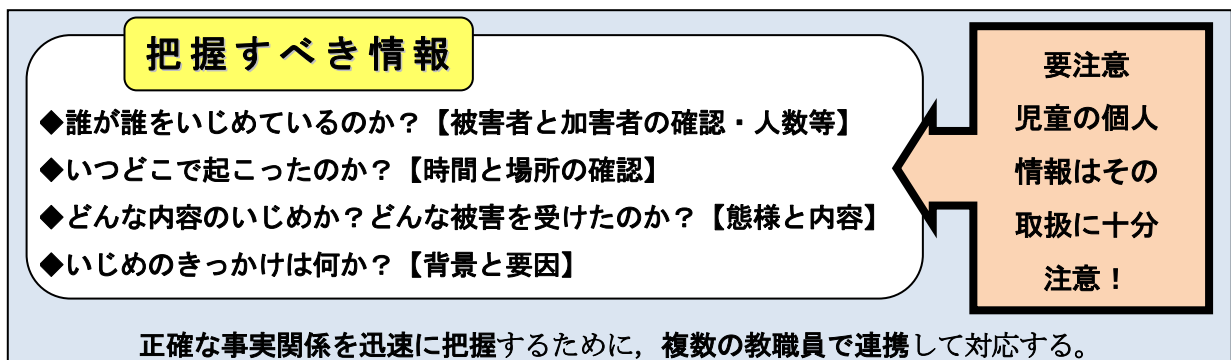 把握すべき情報
◆誰が誰をいじめているのか？【被害者と加害者の確認・人数等】
◆いつどこで起こったのか？【時間と場所の確認】
◆どんな内容のいじめか？どんな被害を受けたのか？【態様と内容】
◆いじめのきっかけは何か？【背景と要因】
要注意
児童の個人
情報はその
取扱に十分
注意！
正確な事実関係を迅速に把握するために，複数の教職員で連携して対応する。